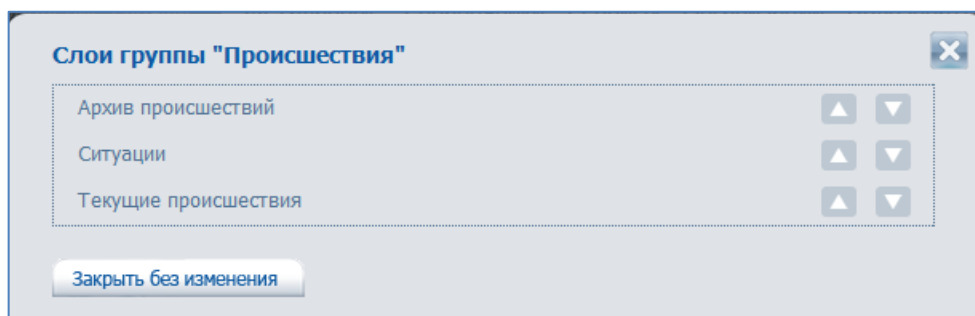 Слои группы "Происшествия"
Архив происшествий
Ситуации
Текущие происшествия
Закрыть без изменения